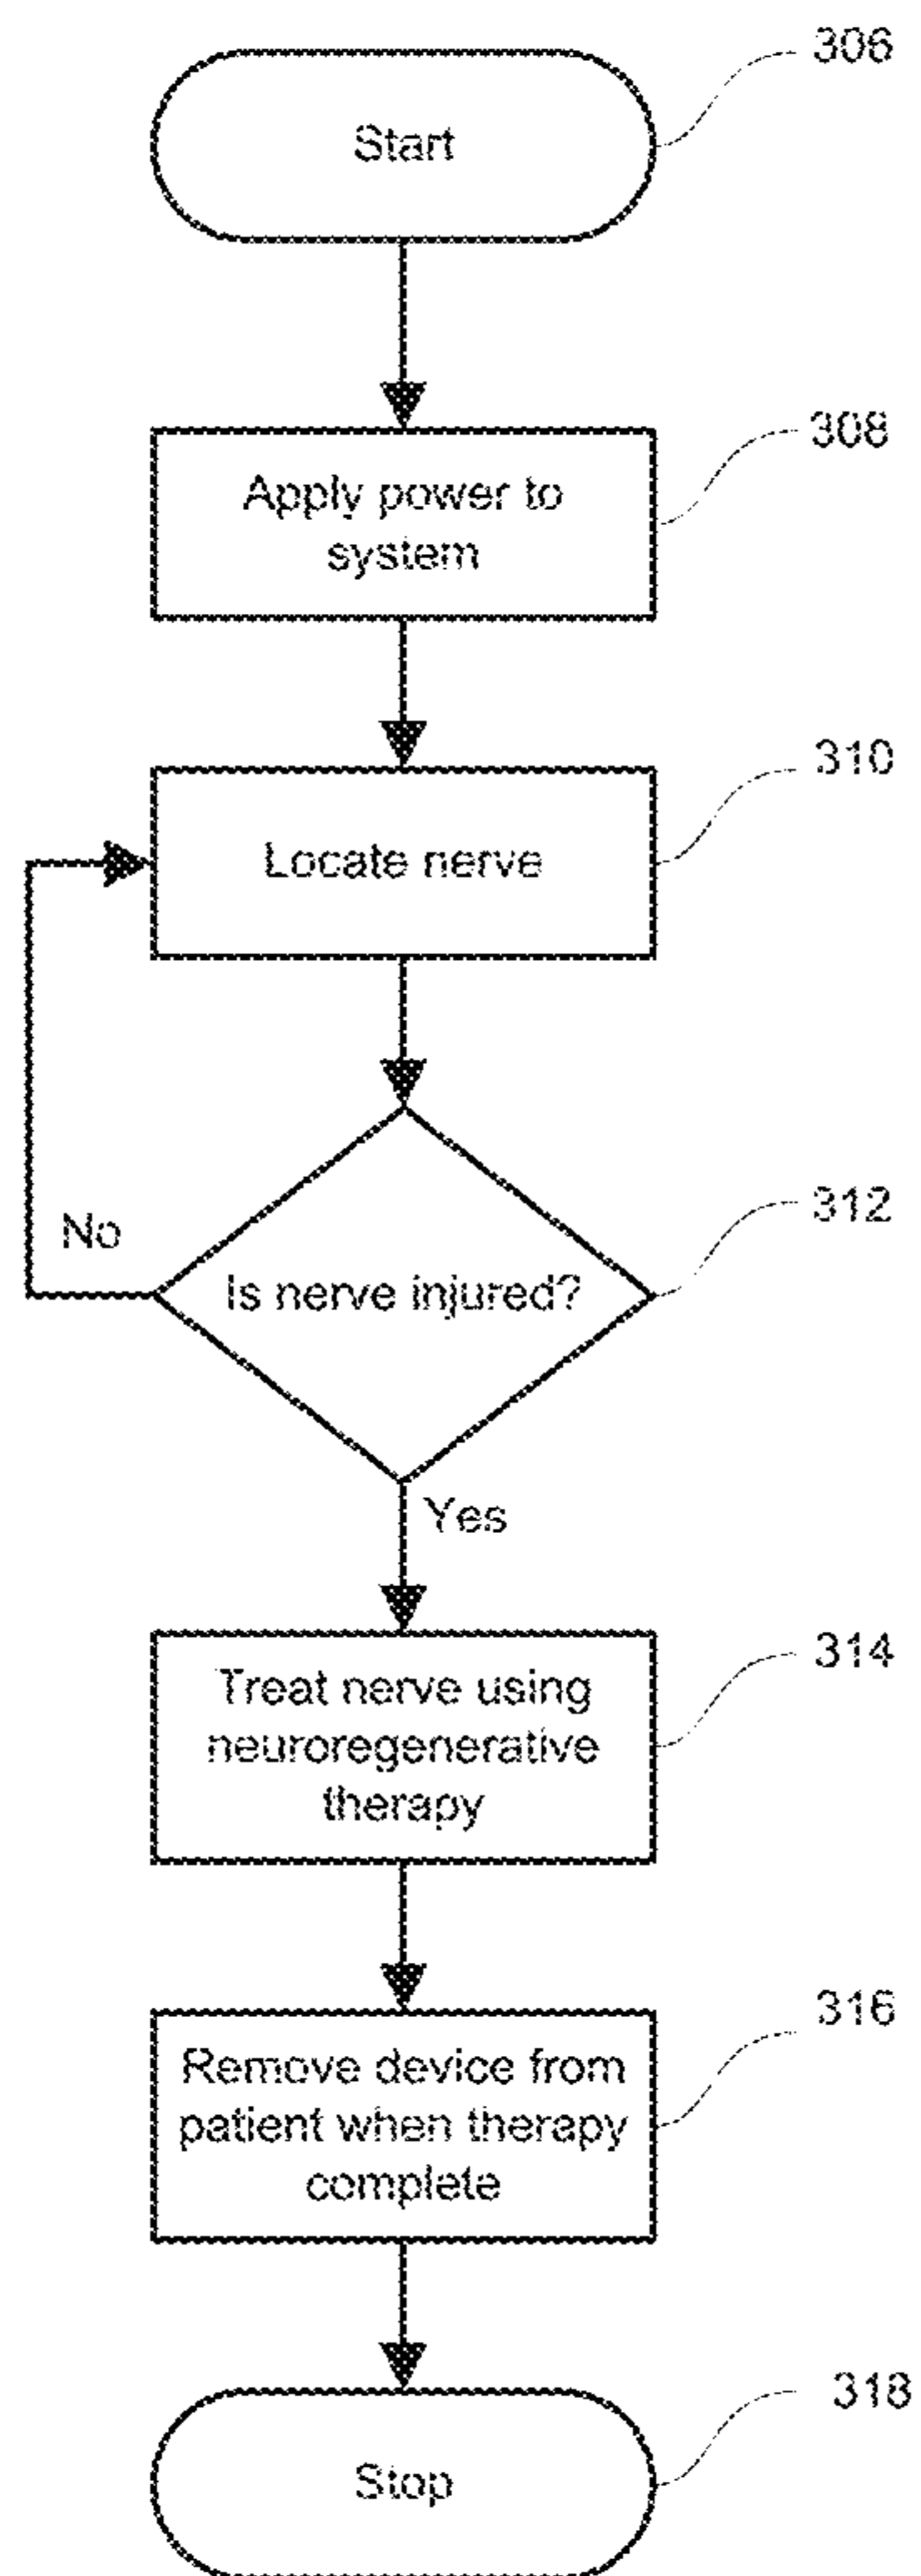 306
Start
308
Apply power to
system
310
Locate nerve
312
No
Is nerve injured?
Yes
314
Treat nerve using
neuroregenerative
therapy
316
Remove device from
patient when therapy
complete
318
Stop